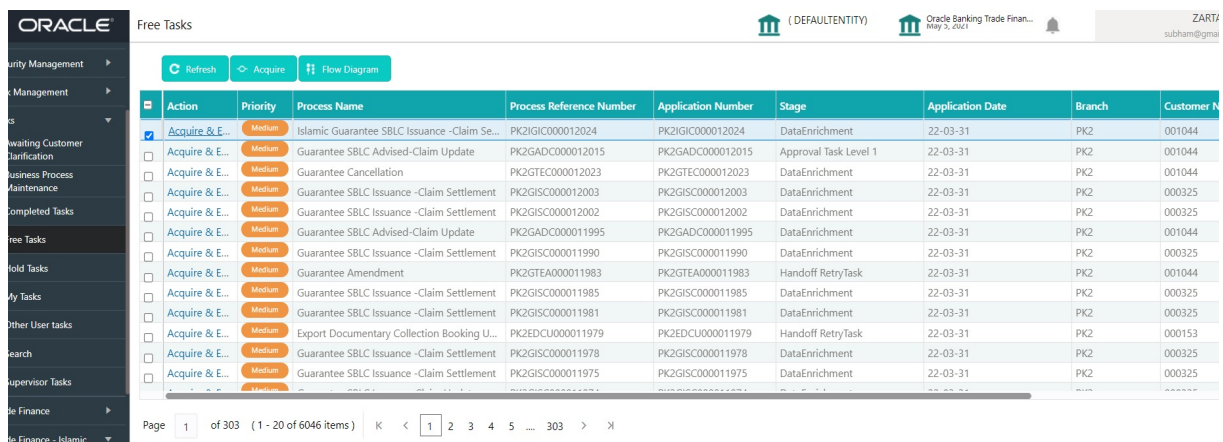 ORACLE
Free Tasks
( DEFAULTENTITY)
Oracle Banking Trade Finan...
May 5, 2021
ZARTA
subham@gmai
Refresh
Acquire
Flow Diagram
urity Management
k Management
ks
Awaiting Customer
Clarification
Business Process
Maintenance
Completed Tasks
Free Tasks
Hold Tasks
My Tasks
Other User tasks
Search
Supervisor Tasks
de Finance
de Finance - Islamic
Action Priority Process Name Process Reference Number Application Number Stage Application Date Branch Customer N
Acquire & E... Medium Islamic Guarantee SBLC Issuance -Claim Se... PK2IGIC000012024 PK2IGIC000012024 DataEnrichment 22-03-31 PK2 001044
Acquire & E... Medium Guarantee SBLC Advised-Claim Update PK2GADC000012015 PK2GADC000012015 Approval Task Level 1 22-03-31 PK2 001044
Acquire & E... Medium Guarantee Cancellation PK2GTEC000012023 PK2GTEC000012023 DataEnrichment 22-03-31 PK2 001044
Acquire & E... Medium Guarantee SBLC Issuance -Claim Settlement PK2GISC000012003 PK2GISC000012003 DataEnrichment 22-03-31 PK2 000325
Acquire & E... Medium Guarantee SBLC Issuance -Claim Settlement PK2GISC000012002 PK2GISC000012002 DataEnrichment 22-03-31 PK2 000325
Acquire & E... Medium Guarantee SBLC Advised-Claim Update PK2GADC000011995 PK2GADC000011995 DataEnrichment 22-03-31 PK2 001044
Acquire & E... Medium Guarantee SBLC Issuance -Claim Settlement PK2GISC000011990 PK2GISC000011990 DataEnrichment 22-03-31 PK2 000325
Acquire & E... Medium Guarantee Amendment PK2GTEA000011983 PK2GTEA000011983 Handoff RetryTask 22-03-31 PK2 001044
Acquire & E... Medium Guarantee SBLC Issuance -Claim Settlement PK2GISC000011985 PK2GISC000011985 DataEnrichment 22-03-31 PK2 000325
Acquire & E... Medium Guarantee SBLC Issuance -Claim Settlement PK2GISC000011981 PK2GISC000011981 DataEnrichment 22-03-31 PK2 000325
Acquire & E... Medium Export Documentary Collection Booking U... PK2EDCU000011979 PK2EDCU000011979 Handoff RetryTask 22-03-31 PK2 000153
Acquire & E... Medium Guarantee SBLC Issuance -Claim Settlement PK2GISC000011978 PK2GISC000011978 DataEnrichment 22-03-31 PK2 000325
Acquire & E... Medium Guarantee SBLC Issuance -Claim Settlement PK2GISC000011975 PK2GISC000011975 DataEnrichment 22-03-31 PK2 000325
Page 1 of 303 ( 1 - 20 of 6046 items ) 1 2 3 4 5 .... 303